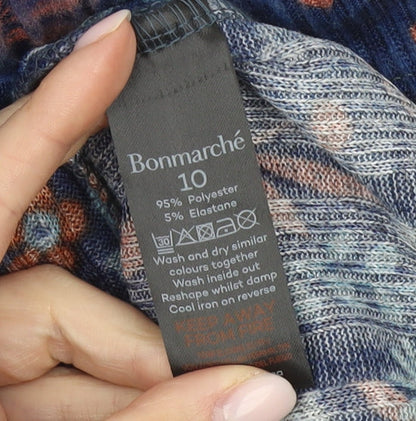 Bonmarché
10
95% Polyester
5% Elastane
30
Wash and dry similar
colours together
Wash inside out
Reshape whilst damp
Cool iron on reverse
KEEP AWAY
FROM FIRE